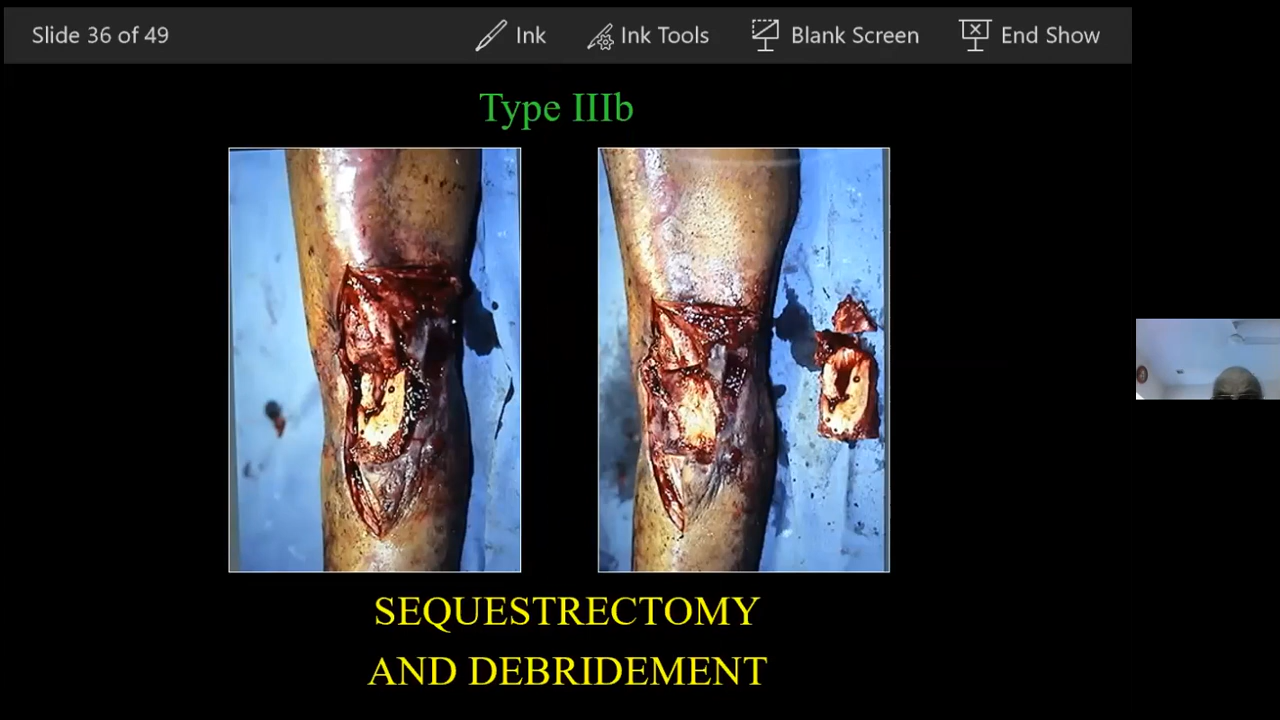 Slide 36 of 49
Ink
Ink Tools
Blank Screen
End Show
Type IIIb
SEQUESTRECTOMY
AND DEBRIDEMENT